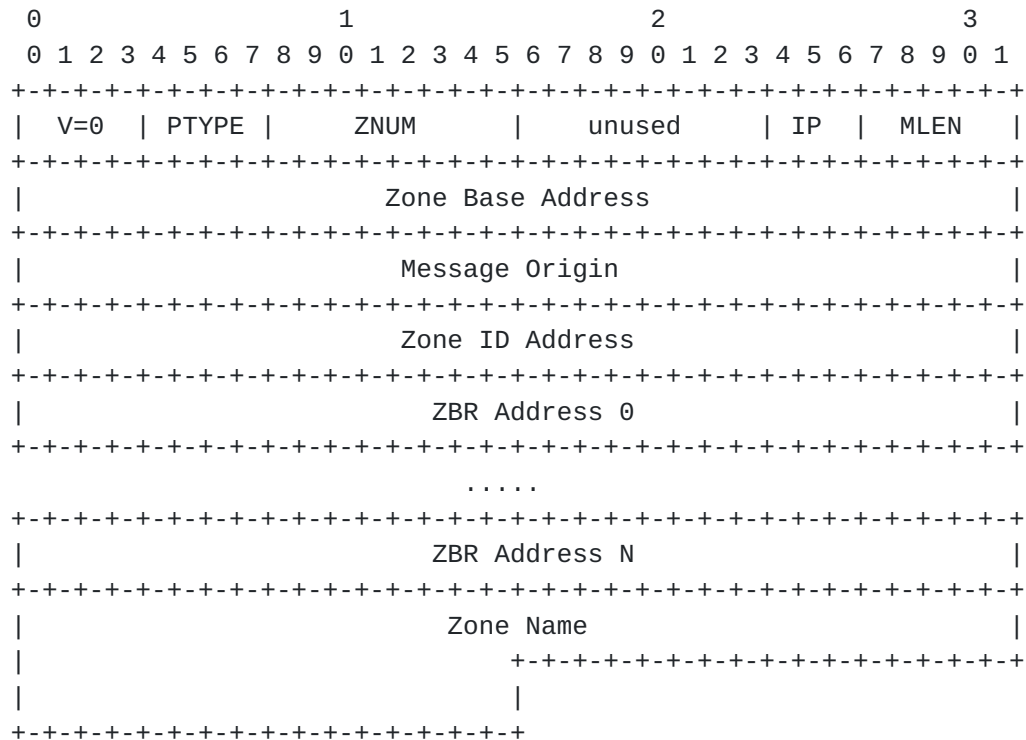 0                   1                   2                   3
 0 1 2 3 4 5 6 7 8 9 0 1 2 3 4 5 6 7 8 9 0 1 2 3 4 5 6 7 8 9 0 1
+-+-+-+-+-+-+-+-+-+-+-+-+-+-+-+-+-+-+-+-+-+-+-+-+-+-+-+-+-+-+-+-+
|  V=0  | PTYPE |     ZNUM      |    unused     | IP  |  MLEN   |
+-+-+-+-+-+-+-+-+-+-+-+-+-+-+-+-+-+-+-+-+-+-+-+-+-+-+-+-+-+-+-+-+
|                       Zone Base Address                       |
+-+-+-+-+-+-+-+-+-+-+-+-+-+-+-+-+-+-+-+-+-+-+-+-+-+-+-+-+-+-+-+-+
|                        Message Origin                         |
+-+-+-+-+-+-+-+-+-+-+-+-+-+-+-+-+-+-+-+-+-+-+-+-+-+-+-+-+-+-+-+-+
|                        Zone ID Address                        |
+-+-+-+-+-+-+-+-+-+-+-+-+-+-+-+-+-+-+-+-+-+-+-+-+-+-+-+-+-+-+-+-+
|                          ZBR Address 0                        |
+-+-+-+-+-+-+-+-+-+-+-+-+-+-+-+-+-+-+-+-+-+-+-+-+-+-+-+-+-+-+-+-+
                             .....
+-+-+-+-+-+-+-+-+-+-+-+-+-+-+-+-+-+-+-+-+-+-+-+-+-+-+-+-+-+-+-+-+
|                          ZBR Address N                        |
+-+-+-+-+-+-+-+-+-+-+-+-+-+-+-+-+-+-+-+-+-+-+-+-+-+-+-+-+-+-+-+-+
|                           Zone Name                           |
|                               +-+-+-+-+-+-+-+-+-+-+-+-+-+-+-+-+
|                               |
+-+-+-+-+-+-+-+-+-+-+-+-+-+-+-+-+